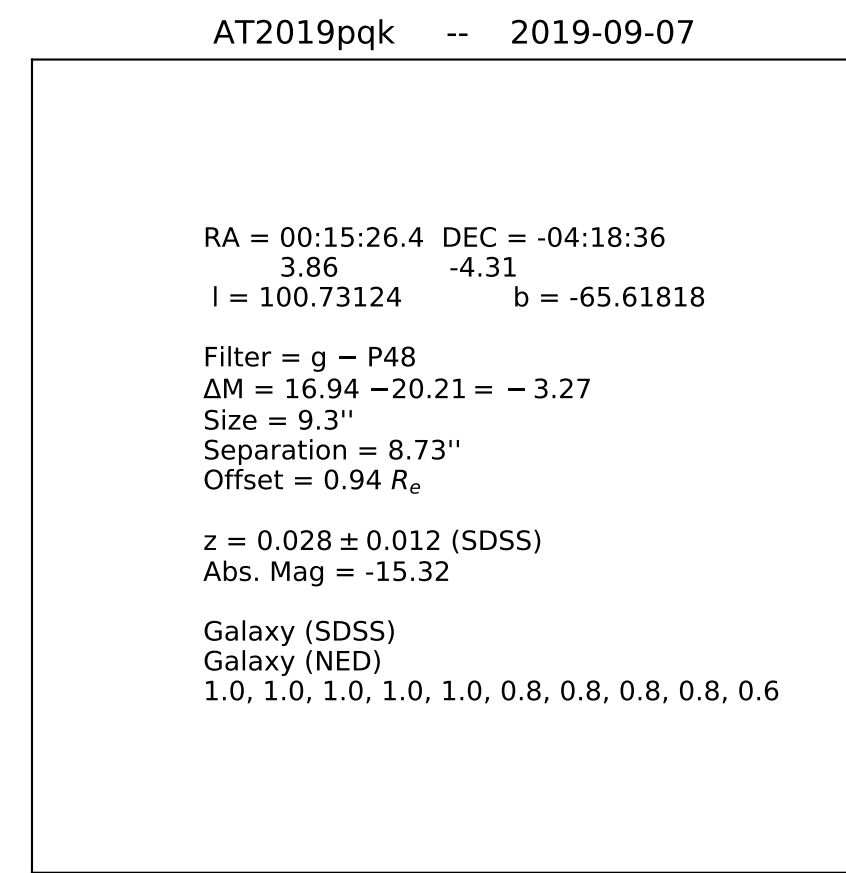 AT2019pqk -- 2019-09-07
RA = 00:15:26.4 DEC = -04:18:36
3.86 -4.31
l = 100.73124 b = -65.61818
Filter = g − P48
ΔM = 16.94 −20.21 = − 3.27
Size = 9.3''
Separation = 8.73''
Offset = 0.94 Re
z = 0.028 ± 0.012 (SDSS)
Abs. Mag = -15.32
Galaxy (SDSS)
Galaxy (NED)
1.0, 1.0, 1.0, 1.0, 1.0, 0.8, 0.8, 0.8, 0.8, 0.6